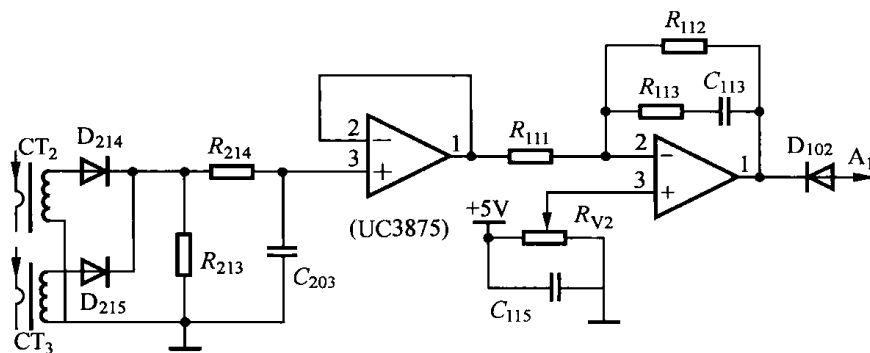 R112
R113
C113
D214
CT2
R214
2
−
1
3
+
R111
2
−
1
3
+
D102
A1
(UC3875)
+5V
RV2
R213
C203
D215
C115
CT3